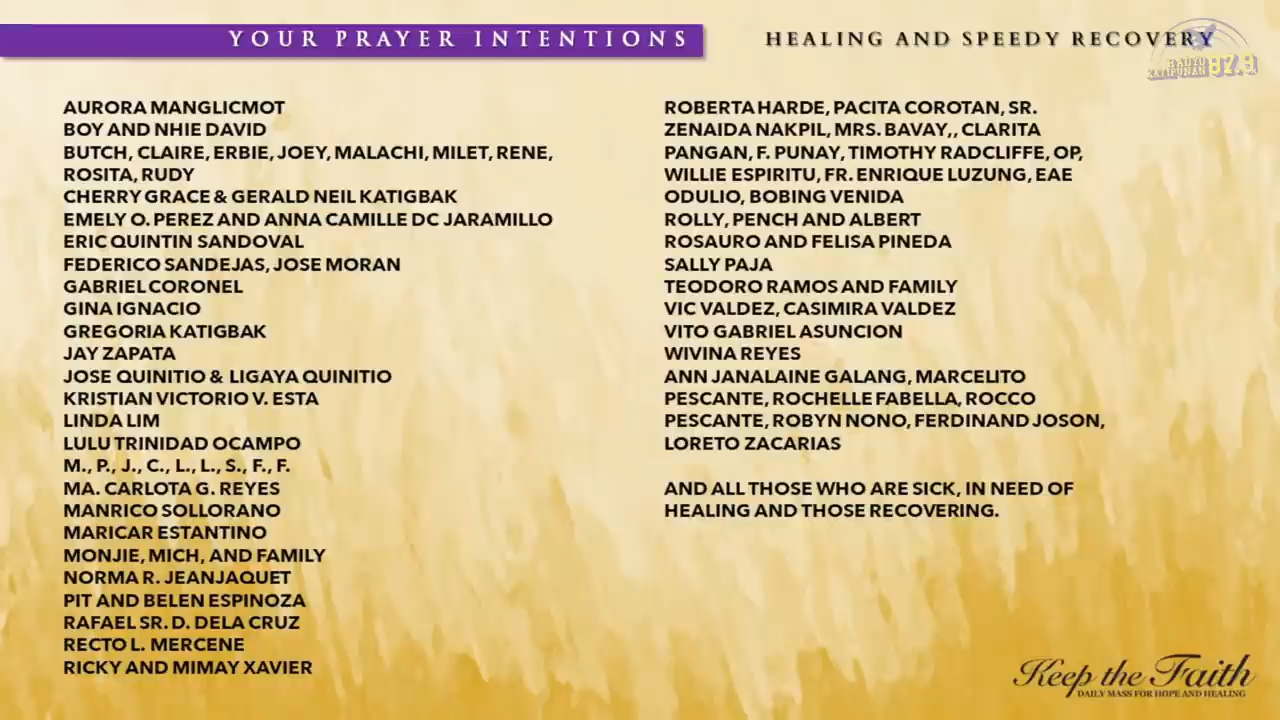 YOUR PRAYER INTENTIONS
HEALING AND SPEEDY RECOVERY
RADYO
KATIPUNAN 87.9
AURORA MANGLICMOT
BOY AND NHIE DAVID
BUTCH, CLAIRE, ERBIE, JOEY, MALACHI, MILET, RENE,
ROSITA, RUDY
CHERRY GRACE & GERALD NEIL KATIGBAK
EMELY O. PEREZ AND ANNA CAMILLE DC JARAMILLO
ERIC QUINTIN SANDOVAL
FEDERICO SANDEJAS, JOSE MORAN
GABRIEL CORONEL
GINA IGNACIO
GREGORIA KATIGBAK
JAY ZAPATA
JOSE QUINITIO & LIGAYA QUINITIO
KRISTIAN VICTORIO V. ESTA
LINDA LIM
LULU TRINIDAD OCAMPO
M., P., J., C., L., L., S., F., F.
MA. CARLOTA G. REYES
MANRICO SOLLORANO
MARICAR ESTANTINO
MONJIE, MICH, AND FAMILY
NORMA R. JEANJAQUET
PIT AND BELEN ESPINOZA
RAFAEL SR. D. DELA CRUZ
RECTO L. MERCENE
RICKY AND MIMAY XAVIER
ROBERTA HARDE, PACITA COROTAN, SR.
ZENAIDA NAKPIL, MRS. BAVAY,, CLARITA
PANGAN, F. PUNAY, TIMOTHY RADCLIFFE, OP,
WILLIE ESPIRITU, FR. ENRIQUE LUZUNG, EAE
ODULIO, BOBING VENIDA
ROLLY, PENCH AND ALBERT
ROSAURO AND FELISA PINEDA
SALLY PAJA
TEODORO RAMOS AND FAMILY
VIC VALDEZ, CASIMIRA VALDEZ
VITO GABRIEL ASUNCION
WIVINA REYES
ANN JANALAINE GALANG, MARCELITO
PESCANTE, ROCHELLE FABELLA, ROCCO
PESCANTE, ROBYN NONO, FERDINAND JOSON,
LORETO ZACARIAS
AND ALL THOSE WHO ARE SICK, IN NEED OF
HEALING AND THOSE RECOVERING.
Keep the Faith
DAILY MASS FOR HOPE AND HEALING